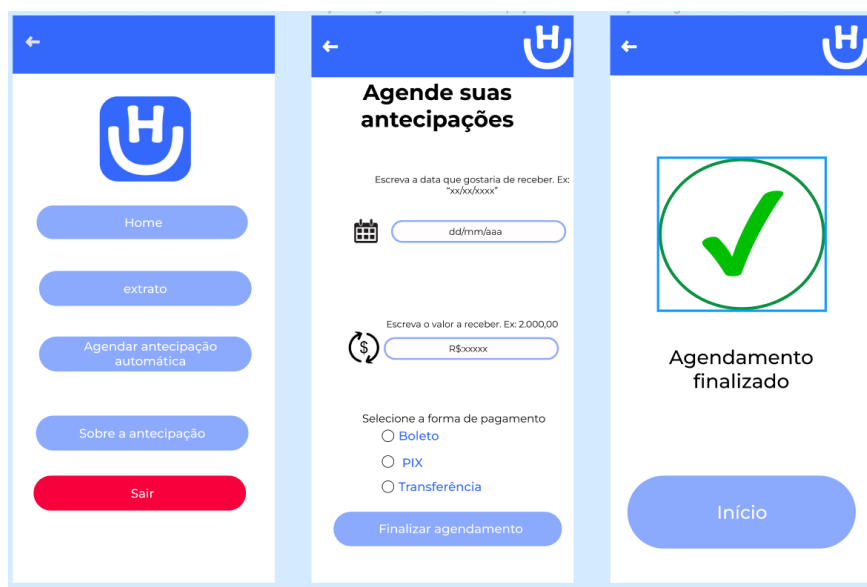 H
Home
extrato
Agendar antecipação
automática
Sobre a antecipação
Sair
H
Agende suas
antecipações
Escreva a data que gostaria de receber. Ex:
“xx/xx/xxxx”
dd/mm/aaa
Escreva o valor a receber. Ex: 2.000,00
$
R$:xxxxx
Selecione a forma de pagamento
Boleto
PIX
Transferência
Finalizar agendamento
H
Agendamento
finalizado
Início